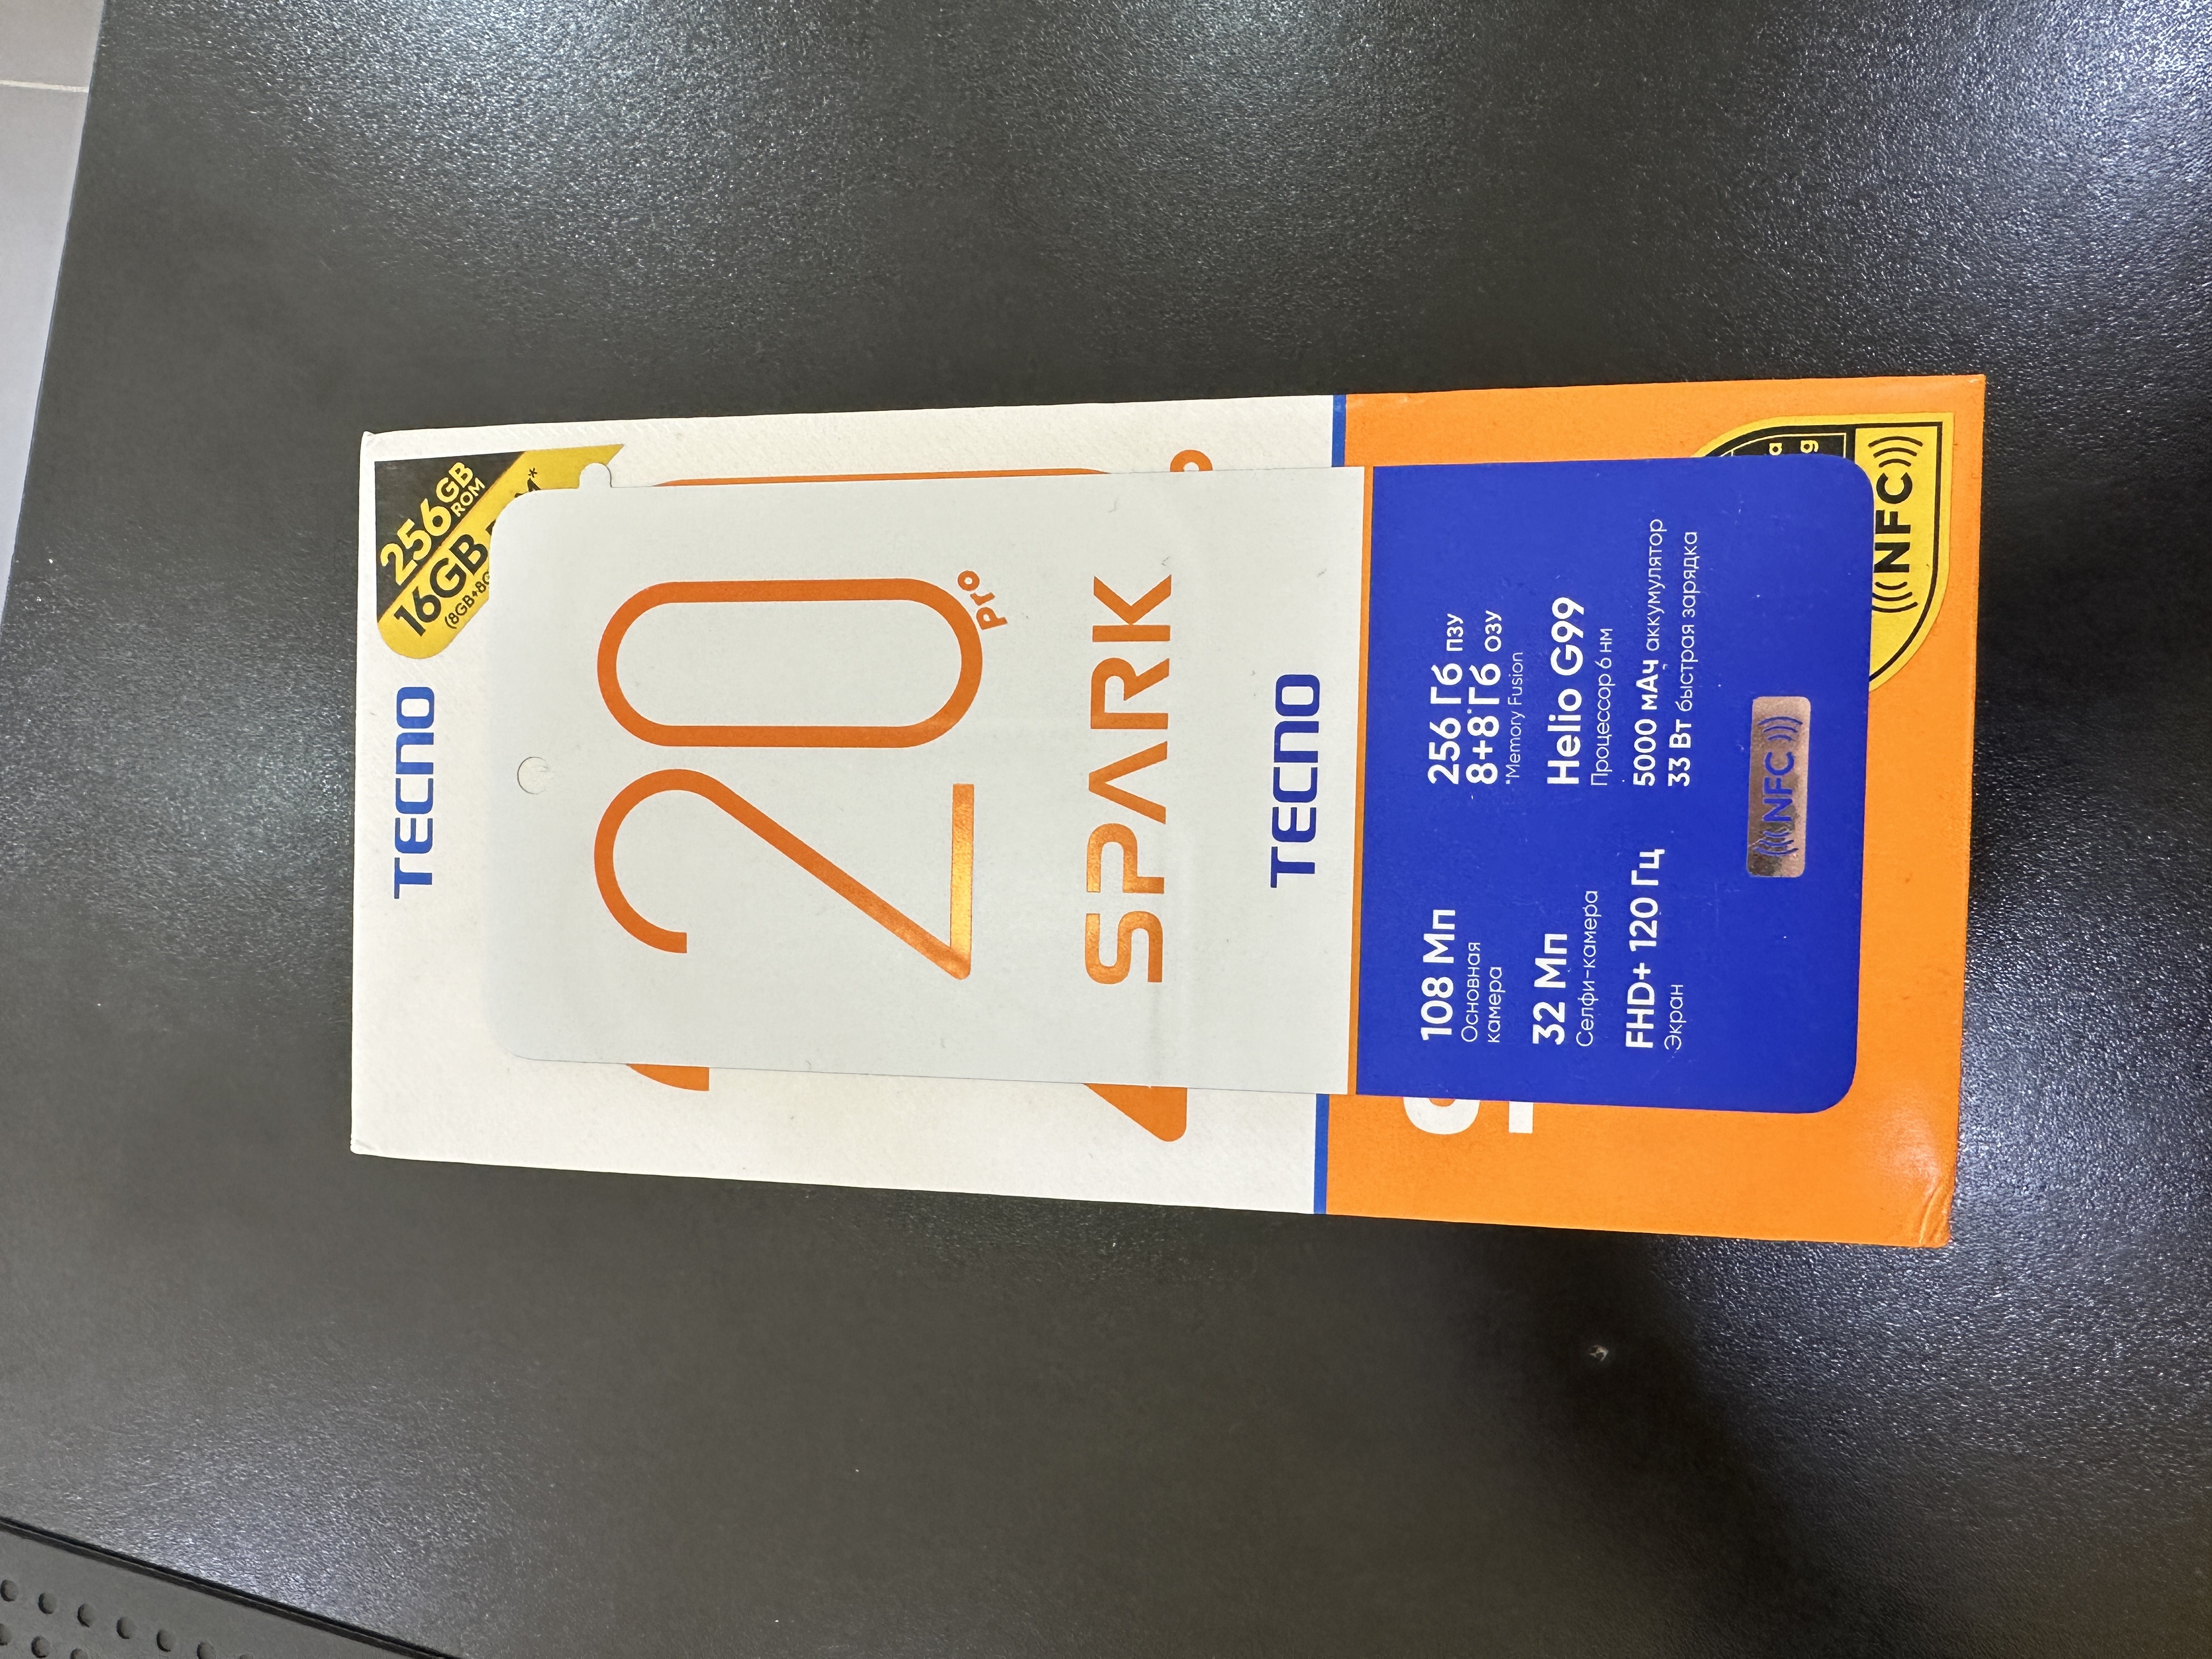 TECNO
256GB
ROM
16GB
20
Pro
SPARK
TECNO
108 Мп
Основная
камера
32 Мп
Селфи-камера
FHD+ 120 Гц
Экран
256 Гб ПЗУ
8+8*Гб ОЗУ
*Memory Fusion
Helio G99
Процессор 6 нм
5000 мАч аккумулятор
33 Вт быстрая зарядка
NFC
NFC